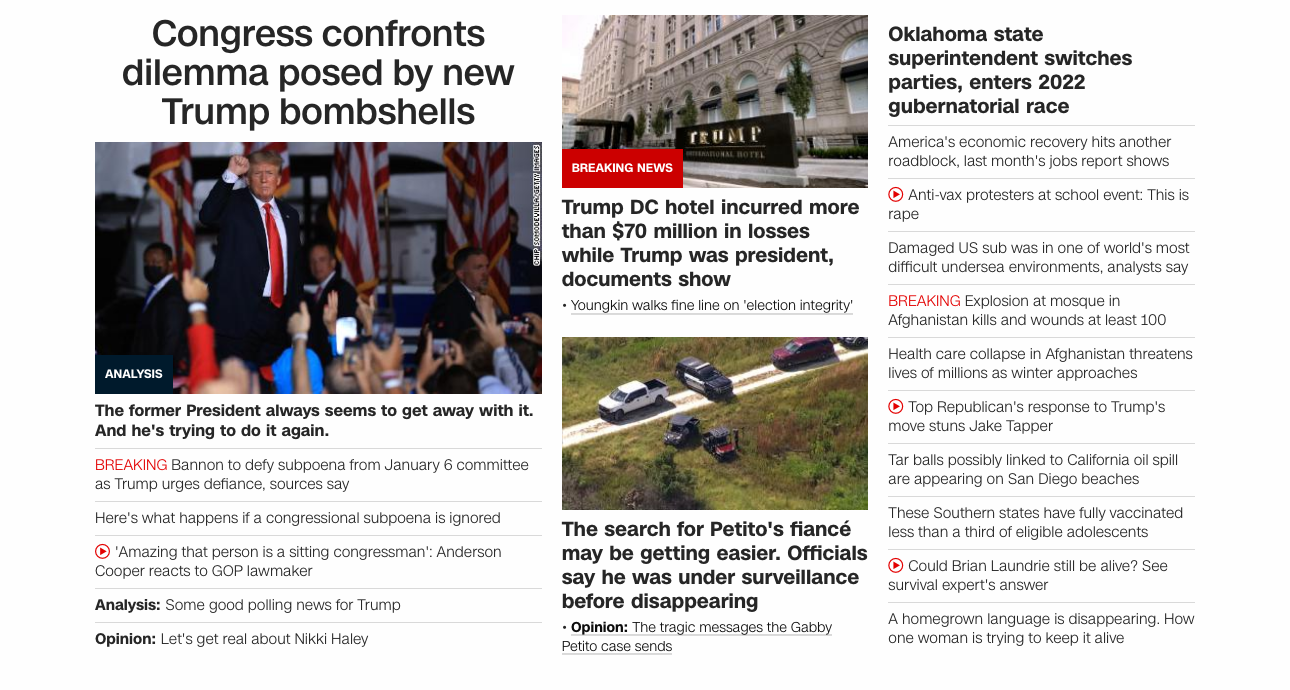 Congress confronts
dilemma posed by new
Trump bombshells
CHIP SOMODEVILLA/GETTY IMAGES
ANALYSIS
The former President always seems to get away with it.
And he's trying to do it again.
BREAKING Bannon to defy subpoena from January 6 committee
as Trump urges defiance, sources say
Here's what happens if a congressional subpoena is ignored
'Amazing that person is a sitting congressman': Anderson
Cooper reacts to GOP lawmaker
Analysis: Some good polling news for Trump
Opinion: Let's get real about Nikki Haley
TRUMP
INTERNATIONAL HOTEL
BREAKING NEWS
Trump DC hotel incurred more
than $70 million in losses
while Trump was president,
documents show
• Youngkin walks fine line on 'election integrity'
The search for Petito's fiancé
may be getting easier. Officials
say he was under surveillance
before disappearing
• Opinion: The tragic messages the Gabby
Petito case sends
Oklahoma state
superintendent switches
parties, enters 2022
gubernatorial race
America's economic recovery hits another
roadblock, last month's jobs report shows
Anti-vax protesters at school event: This is
rape
Damaged US sub was in one of world's most
difficult undersea environments, analysts say
BREAKING Explosion at mosque in
Afghanistan kills and wounds at least 100
Health care collapse in Afghanistan threatens
lives of millions as winter approaches
Top Republican's response to Trump's
move stuns Jake Tapper
Tar balls possibly linked to California oil spill
are appearing on San Diego beaches
These Southern states have fully vaccinated
less than a third of eligible adolescents
Could Brian Laundrie still be alive? See
survival expert's answer
A homegrown language is disappearing. How
one woman is trying to keep it alive